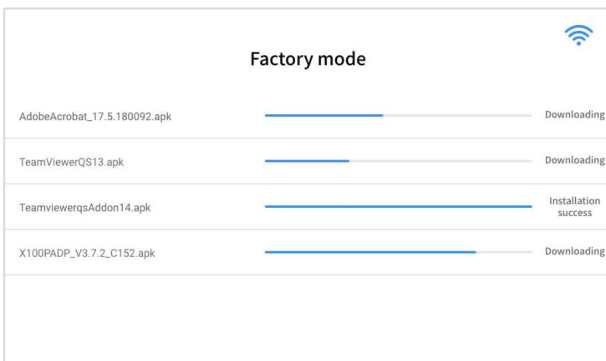 Factory mode
AdobeAcrobat_17.5.180092.apk Downloading
TeamViewerQS13.apk Downloading
TeamviewerqsAddon14.apk Installation
success
X100PADP_V3.7.2_C152.apk Downloading